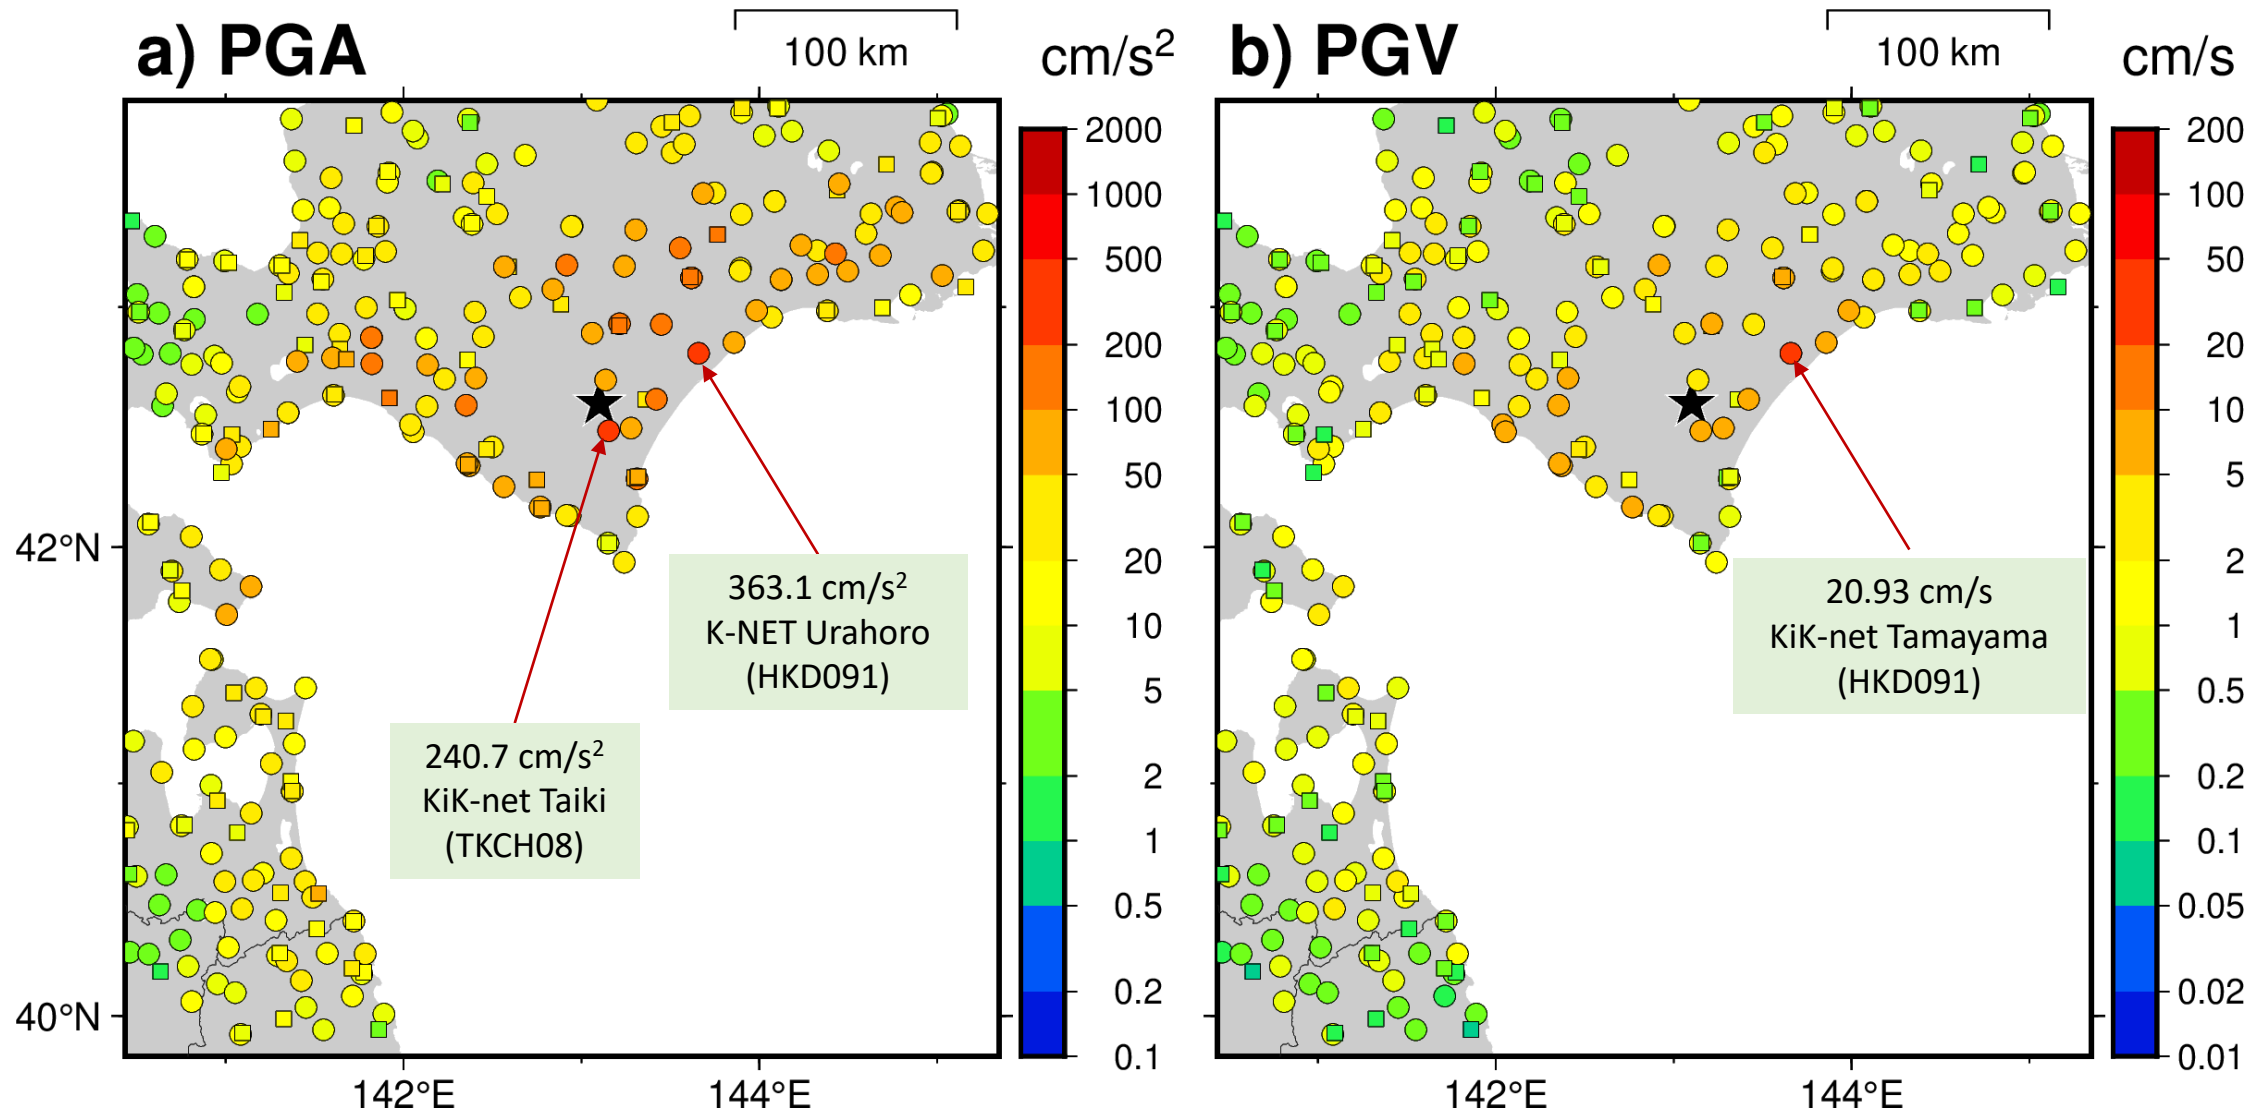 a) PGA
100 km
cm/s²
2000
1000
500
200
100
50
20
10
5
2
1
0.5
0.2
0.1
42°N
40°N
142°E
144°E
363.1 cm/s²
K-NET Urahoro
(HKD091)
240.7 cm/s²
KiK-net Taiki
(TKCH08)
b) PGV
100 km
cm/s
200
100
50
20
10
5
2
1
0.5
0.2
0.1
0.05
0.02
0.01
142°E
144°E
20.93 cm/s
KiK-net Tamayama
(HKD091)